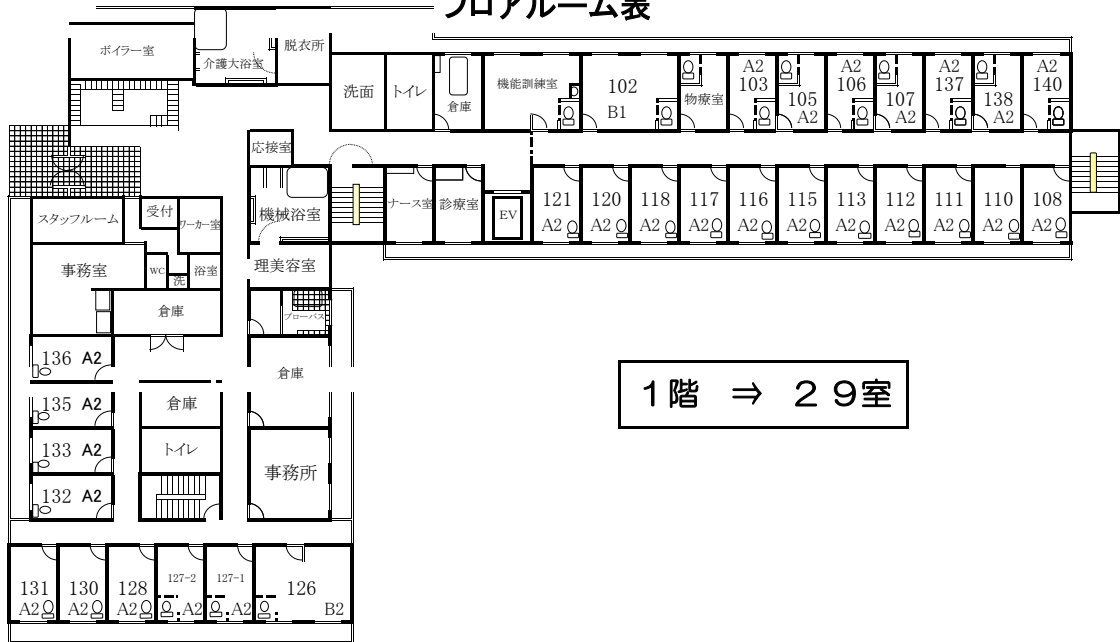 フロアルーム表
ボイラー室
介護大浴室
脱衣所
洗面
トイレ
倉庫
機能訓練室
102
B1
物療室
A2
103
105
A2
A2
106
107
A2
A2
137
138
A2
A2
140
応接室
機械浴室
ナース室
診療室
EV
121
A2
120
A2
118
A2
117
A2
116
A2
115
A2
113
A2
112
A2
111
A2
110
A2
108
A2
スタッフルーム
受付
ワーカー室
事務室
WC
洗
浴室
理美容室
倉庫
ブローバス
136 A2
倉庫
135 A2
倉庫
133 A2
トイレ
132 A2
事務所
1階 ⇒ 29室
131
A2
130
A2
128
A2
127-2
A2
127-1
A2
126
B2